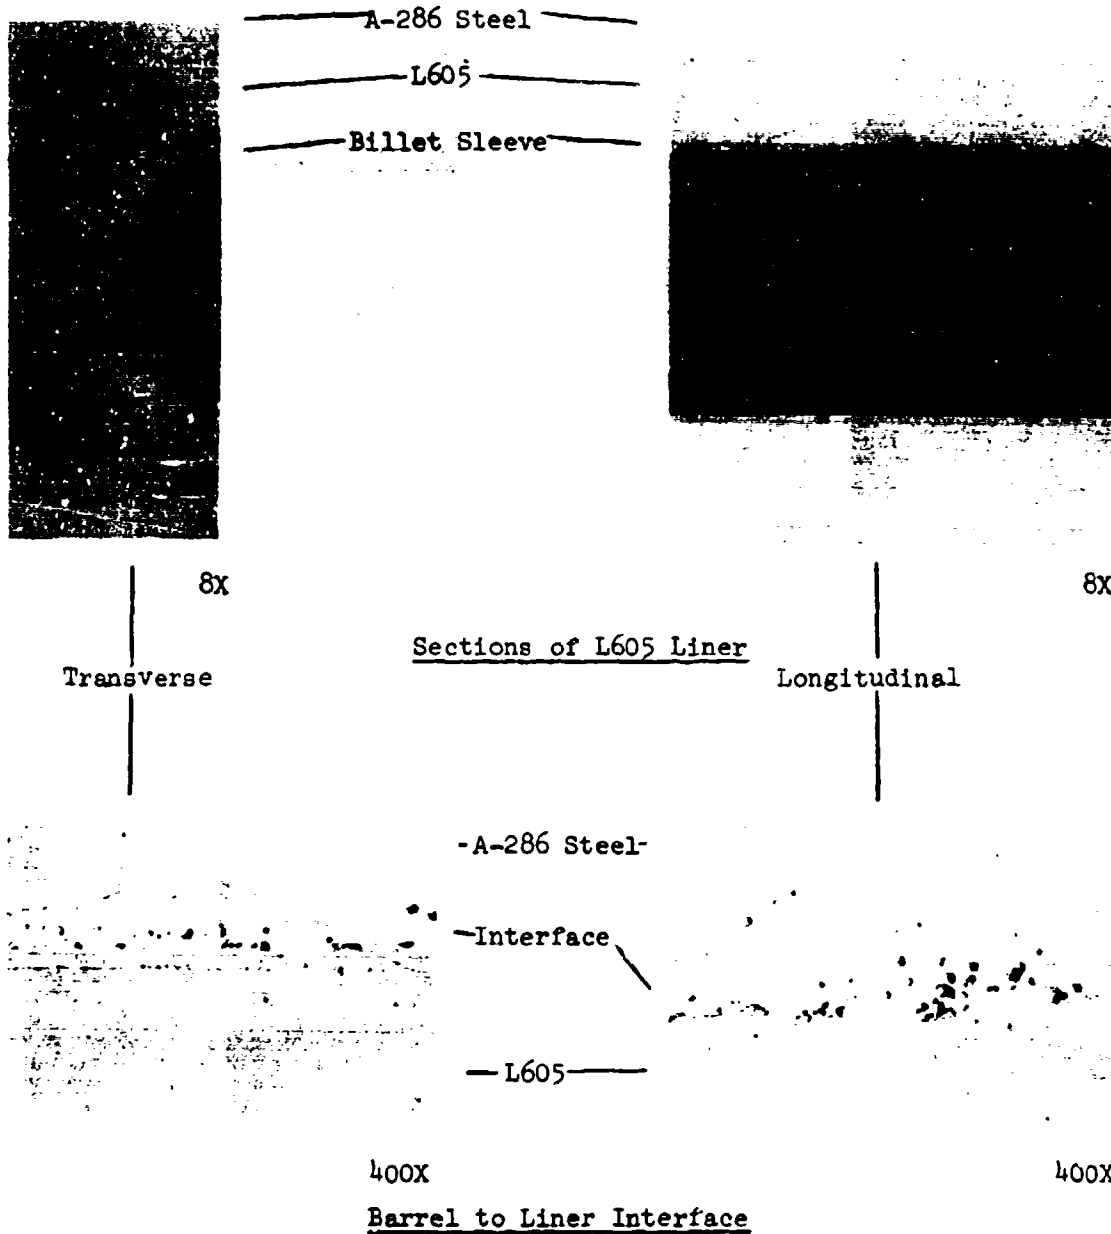 A-286 Steel
L605
Billet Sleeve
8X
8X
Sections of L605 Liner
Transverse
Longitudinal
-A-286 Steel-
Interface
L605
400X
400X
Barrel to Liner Interface